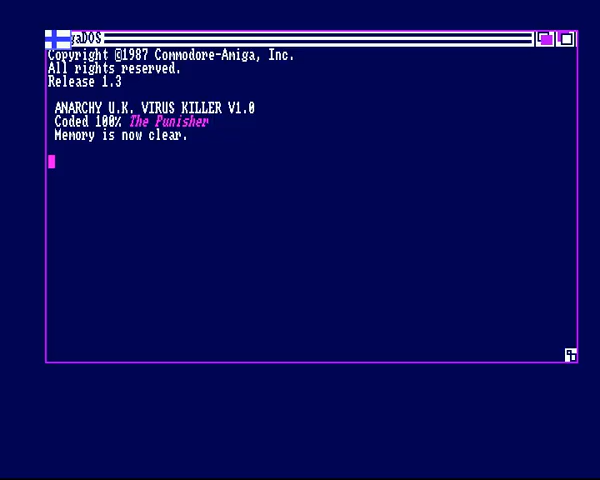 gaDOS
Copyright ©1987 Commodore-Amiga, Inc.
All rights reserved.
Release 1.3
ANARCHY U.K. VIRUS KILLER V1.0
Coded 100% The Punisher
Memory is now clear.